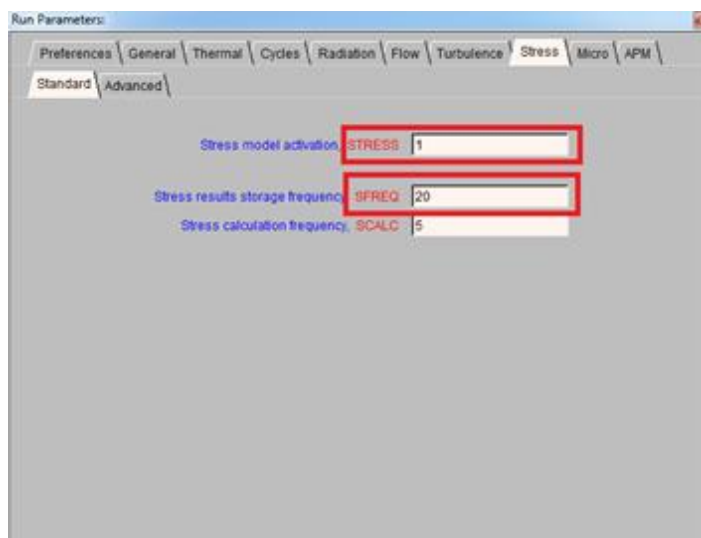 Run Parameters:
Preferences General Thermal Cycles Radiation Flow Turbulence Stress Micro APM
Standard Advanced
Stress model activation, STRESS 1
Stress results storage frequency, SFREQ 20
Stress calculation frequency, SCALC 5